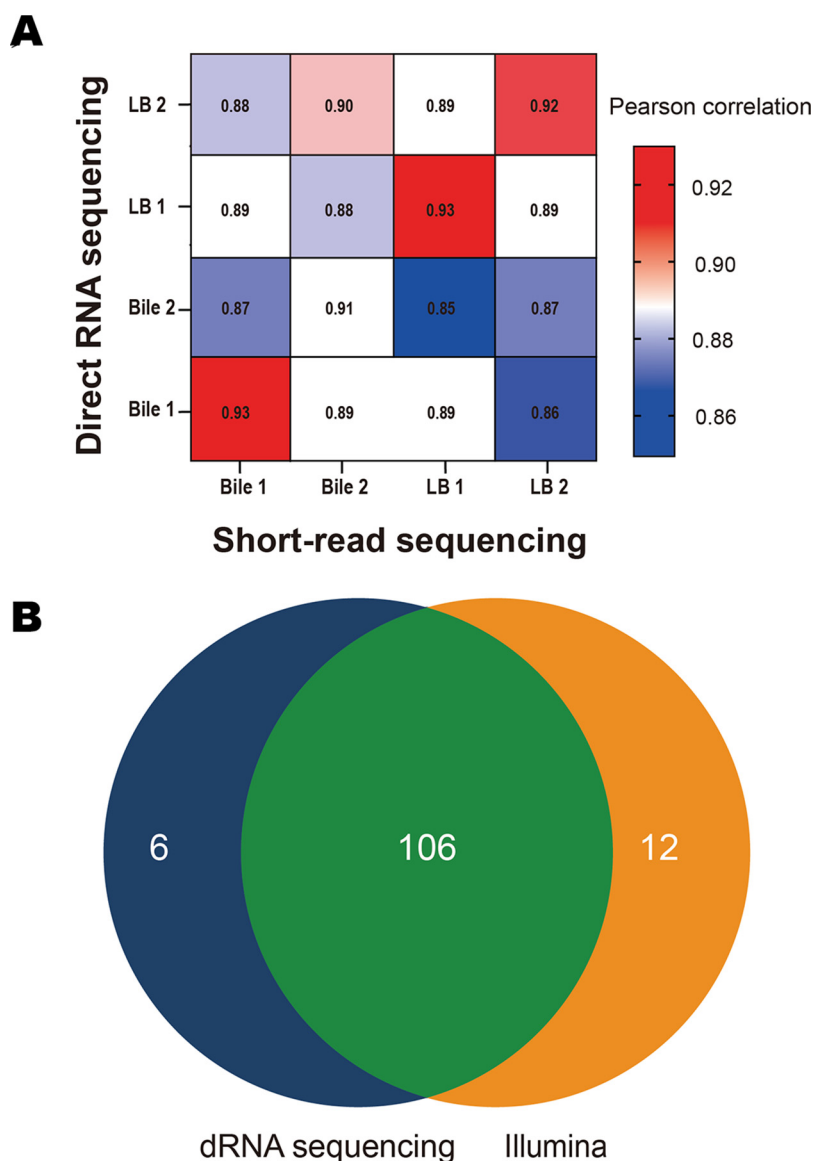 A
Direct RNA sequencing
LB 2
0.88 0.90 0.89 0.92
LB 1
0.89 0.88 0.93 0.89
Bile 2
0.87 0.91 0.85 0.87
Bile 1
0.93 0.89 0.89 0.86
Bile 1 Bile 2 LB 1 LB 2
Short-read sequencing
Pearson correlation
0.92
0.90
0.88
0.86
B
6 106 12
dRNA sequencing Illumina